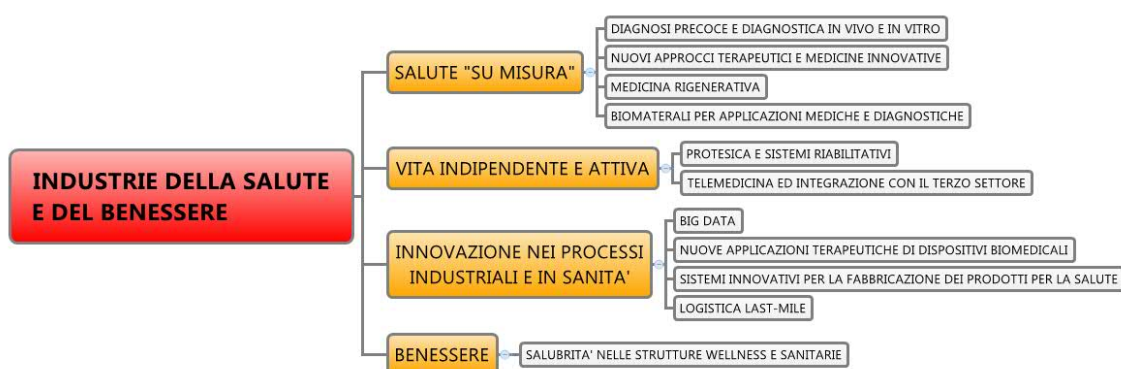 INDUSTRIE DELLA SALUTE
E DEL BENESSERE
SALUTE "SU MISURA"
DIAGNOSI PRECOCE E DIAGNOSTICA IN VIVO E IN VITRO
NUOVI APPROCCI TERAPEUTICI E MEDICINE INNOVATIVE
MEDICINA RIGENERATIVA
BIOMATERALI PER APPLICAZIONI MEDICHE E DIAGNOSTICHE
VITA INDIPENDENTE E ATTIVA
PROTESICA E SISTEMI RIABILITATIVI
TELEMEDICINA ED INTEGRAZIONE CON IL TERZO SETTORE
INNOVAZIONE NEI PROCESSI
INDUSTRIALI E IN SANITA'
BIG DATA
NUOVE APPLICAZIONI TERAPEUTICHE DI DISPOSITIVI BIOMEDICALI
SISTEMI INNOVATIVI PER LA FABBRICAZIONE DEI PRODOTTI PER LA SALUTE
LOGISTICA LAST-MILE
BENESSERE
SALUBRITA' NELLE STRUTTURE WELLNESS E SANITARIE